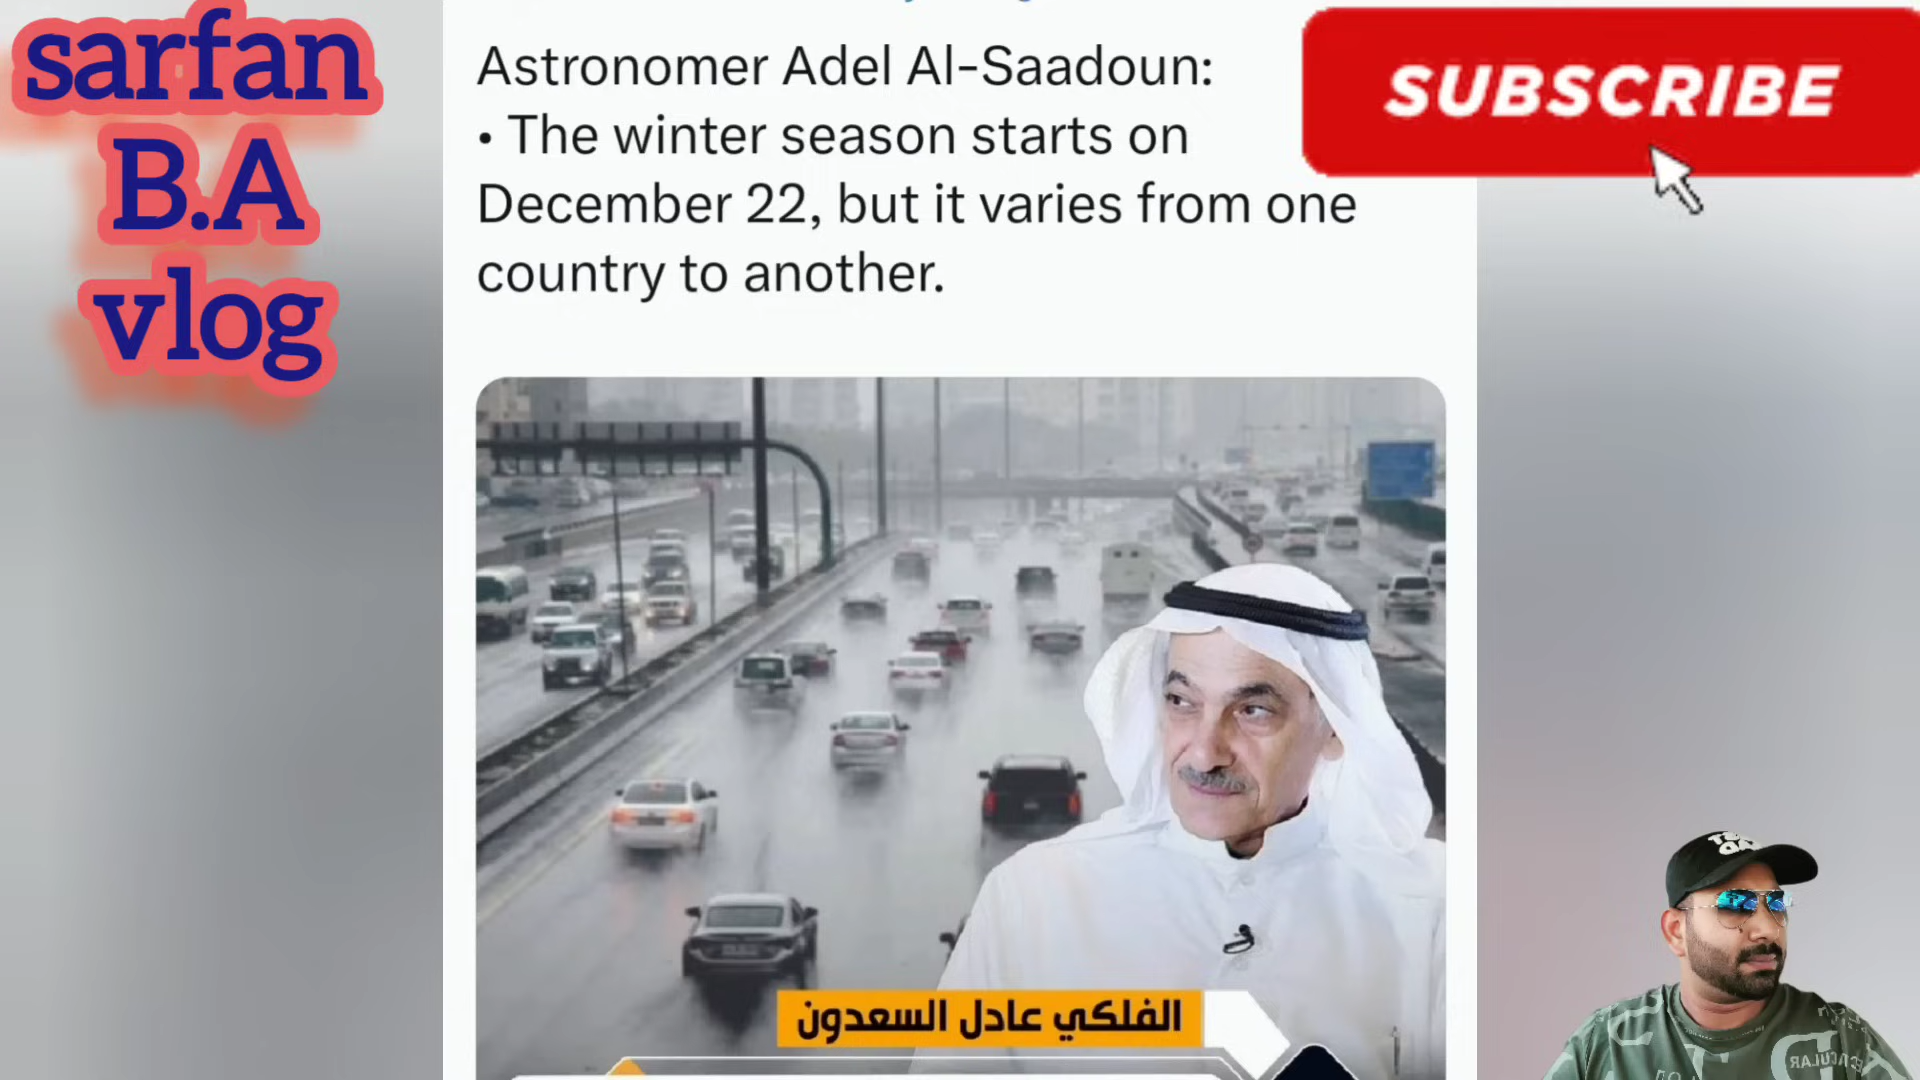 sarfan
B.A
vlog
Astronomer Adel Al-Saadoun:
• The winter season starts on
December 22, but it varies from one
country to another.
SUBSCRIBE
الفلكي عادل السعدون